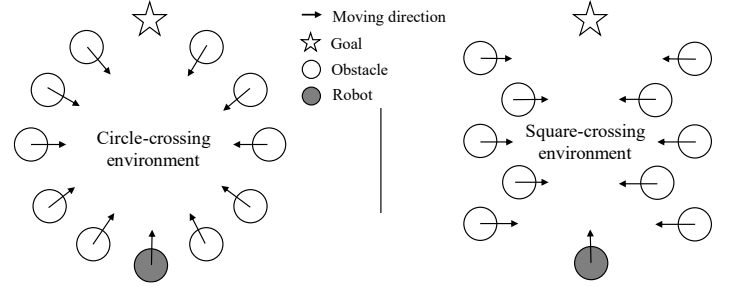 Moving direction
Goal
Obstacle
Robot
Circle-crossing
environment
Square-crossing
environment